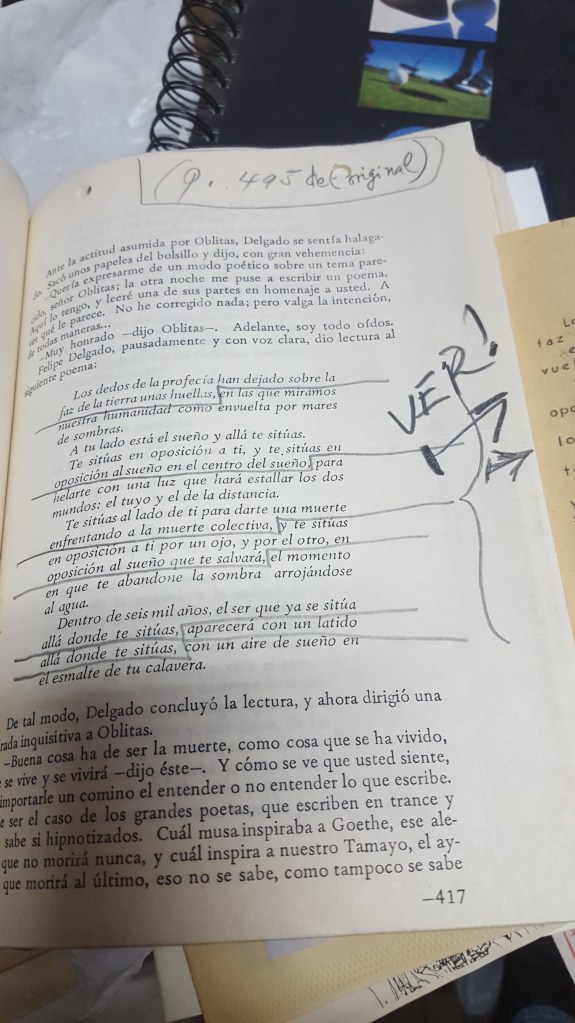 (p. 495 de original)
Ante la actitud asumida por Oblitas, Delgado se sentía halaga-
do. Sacó unos papeles del bolsillo y dijo, con gran vehemencia:
—Quería expresarme de un modo poético sobre un tema pare-
cido, señor Oblitas; la otra noche me puse a escribir un poema.
Aquí lo tengo, y leeré una de sus partes en homenaje a usted. A
ver qué le parece. No he corregido nada; pero valga la intención,
de todas maneras...
—Muy honrado —dijo Oblitas—. Adelante, soy todo oídos.
Felipe Delgado, pausadamente y con voz clara, dio lectura al
siguiente poema:
Los dedos de la profecía han dejado sobre la
faz de la tierra unas huellas, en las que miramos
nuestra humanidad como envuelta por mares
de sombras.
A tu lado está el sueño y allá te sitúas.
Te sitúas en oposición a ti, y te sitúas en
oposición al sueño en el centro del sueño, para
helarte con una luz que hará estallar los dos
mundos: el tuyo y el de la distancia.
Te sitúas al lado de ti para darte una muerte
enfrentando a la muerte colectiva, y te sitúas
en oposición a ti por un ojo, y por el otro, en
oposición al sueño que te salvará, el momento
en que te abandone la sombra arrojándose
al agua.
Dentro de seis mil años, el ser que ya se sitúa
allá donde te sitúas, aparecerá con un latido
allá donde te sitúas, con un aire de sueño en
el esmalte de tu calavera.
VER!
De tal modo, Delgado concluyó la lectura, y ahora dirigió una
rada inquisitiva a Oblitas.
—Buena cosa ha de ser la muerte, como cosa que se ha vivido,
se vive y se vivirá —dijo éste—. Y cómo se ve que usted siente,
importarle un comino el entender o no entender lo que escribe.
e ser el caso de los grandes poetas, que escriben en trance y
sabe si hipnotizados. Cuál musa inspiraba a Goethe, ese ale-
que no morirá nunca, y cuál inspira a nuestro Tamayo, el ay-
que morirá al último, eso no se sabe, como tampoco se sabe
—417
La
taz
vue
opo
lo